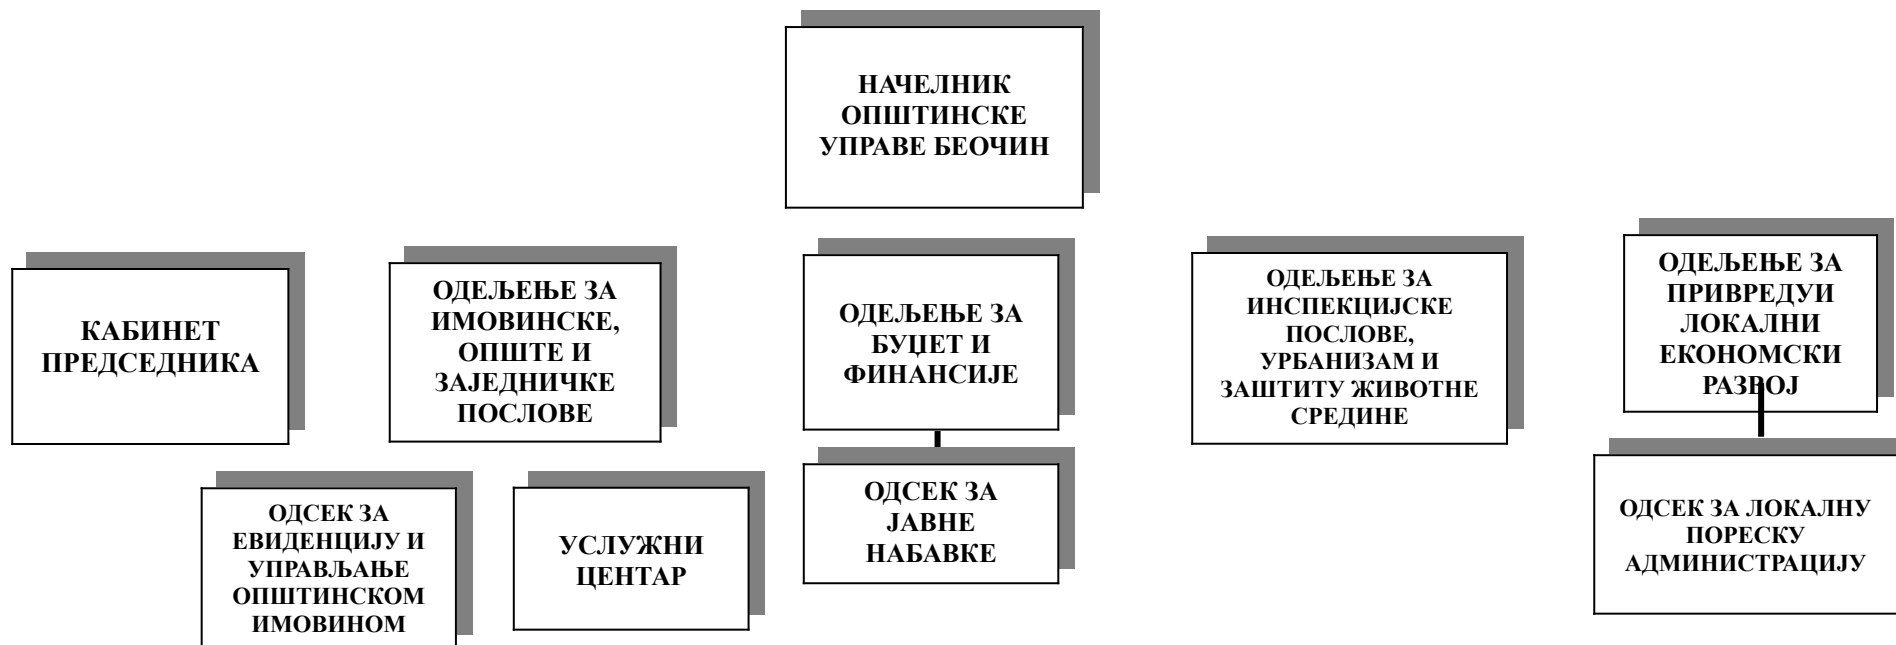 НАЧЕЛНИК
ОПШТИНСКЕ
УПРАВЕ БЕОЧИН
КАБИНЕТ
ПРЕДСЕДНИКА
ОДЕЉЕЊЕ ЗА
ИМОВИНСКЕ,
ОПШТЕ И
ЗАЈЕДНИЧКЕ
ПОСЛОВЕ
ОДЕЉЕЊЕ ЗА
БУЏЕТ И
ФИНАНСИЈЕ
ОДЕЉЕЊЕ ЗА
ИНСПЕКЦИЈСКЕ
ПОСЛОВЕ,
УРБАНИЗАМ И
ЗАШТИТУ ЖИВОТНЕ
СРЕДИНЕ
ОДЕЉЕЊЕ ЗА
ПРИВРЕДУИ
ЛОКАЛНИ
ЕКОНОМСКИ
РАЗВОЈ
ОДСЕК ЗА
ЕВИДЕНЦИЈУ И
УПРАВЉАЊЕ
ОПШТИНСКОМ
ИМОВИНОМ
УСЛУЖНИ
ЦЕНТАР
ОДСЕК ЗА
ЈАВНЕ
НАБАВКЕ
ОДСЕК ЗА ЛОКАЛНУ
ПОРЕСКУ
АДМИНИСТРАЦИЈУ